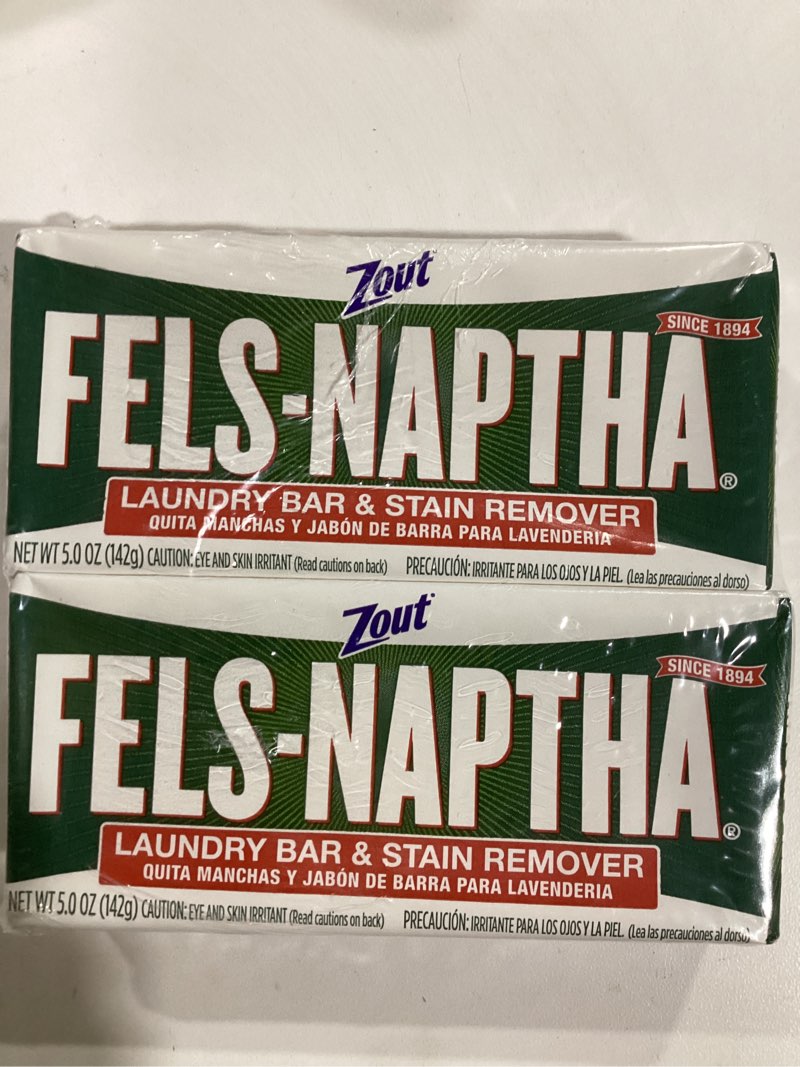 Zout
SINCE 1894
FELS-NAPTHA®
LAUNDRY BAR & STAIN REMOVER
QUITA MANCHAS Y JABÓN DE BARRA PARA LAVENDERIA
NET WT 5.0 OZ (142g) CAUTION: EYE AND SKIN IRRITANT (Read cautions on back) PRECAUCIÓN: IRRITANTE PARA LOS OJOS Y LA PIEL. (Lea las precauciones al dorso)
Zout
SINCE 1894
FELS-NAPTHA®
LAUNDRY BAR & STAIN REMOVER
QUITA MANCHAS Y JABÓN DE BARRA PARA LAVENDERIA
NET WT 5.0 OZ (142g) CAUTION: EYE AND SKIN IRRITANT (Read cautions on back) PRECAUCIÓN: IRRITANTE PARA LOS OJOS Y LA PIEL. (Lea las precauciones al dorso)